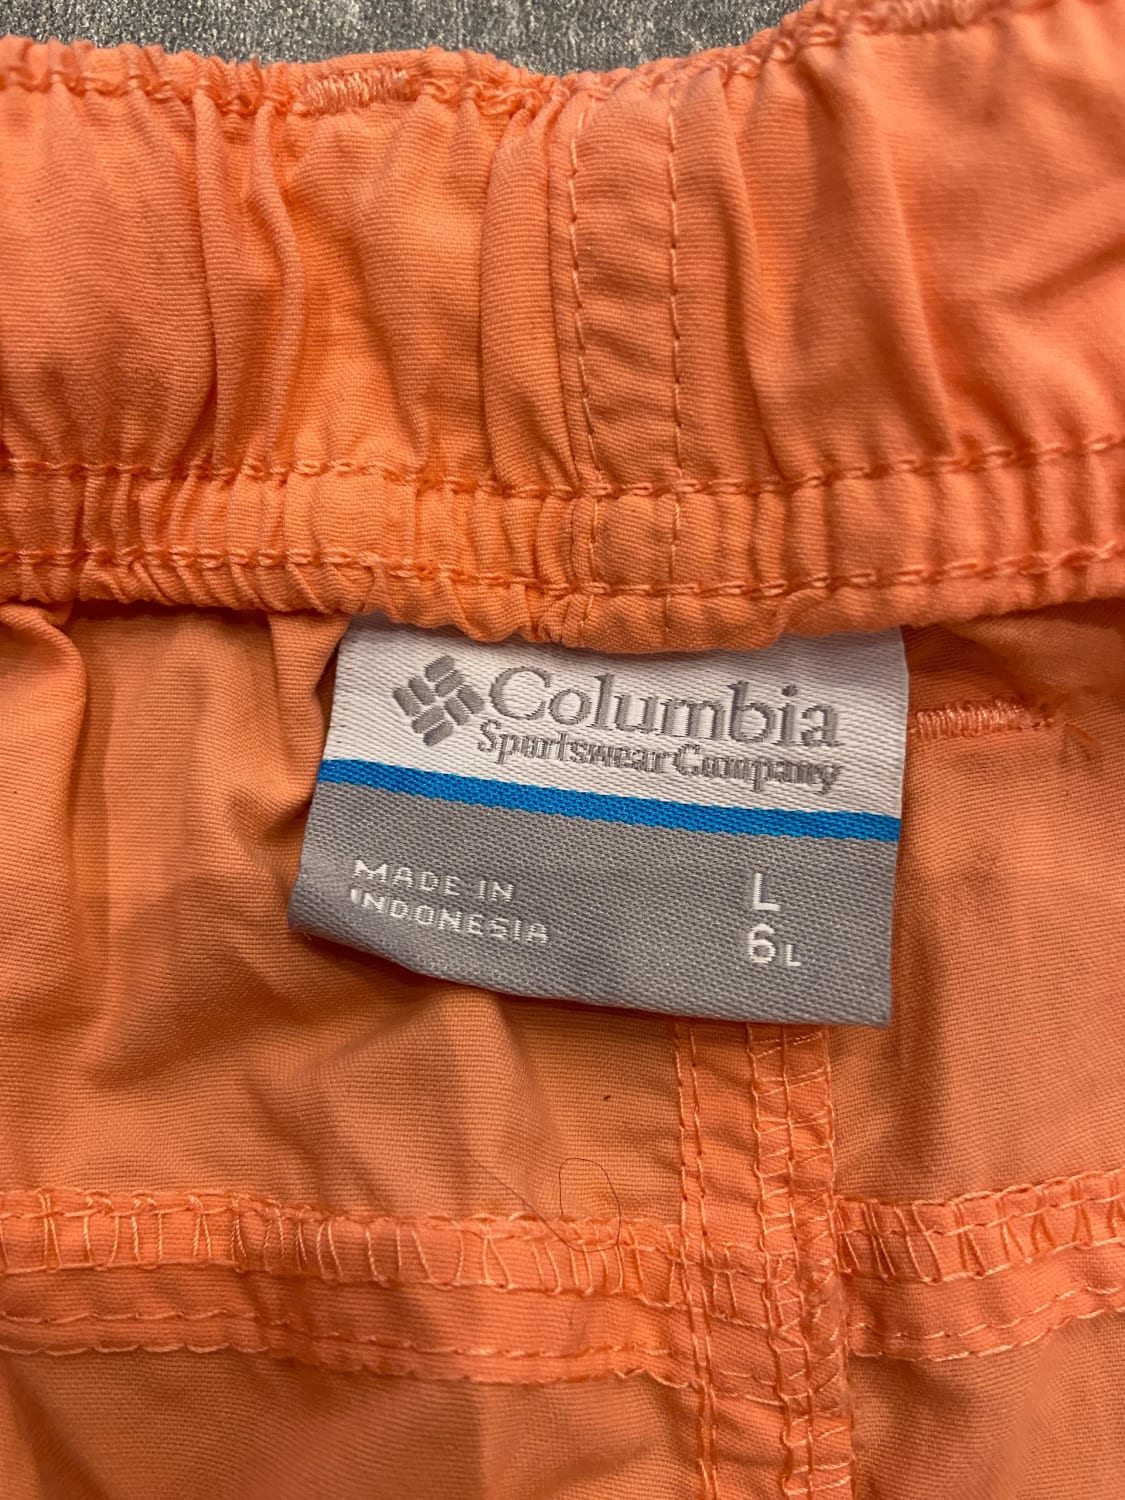 Columbia
Sportswear Company
MADE IN
INDONESIA
L
6L